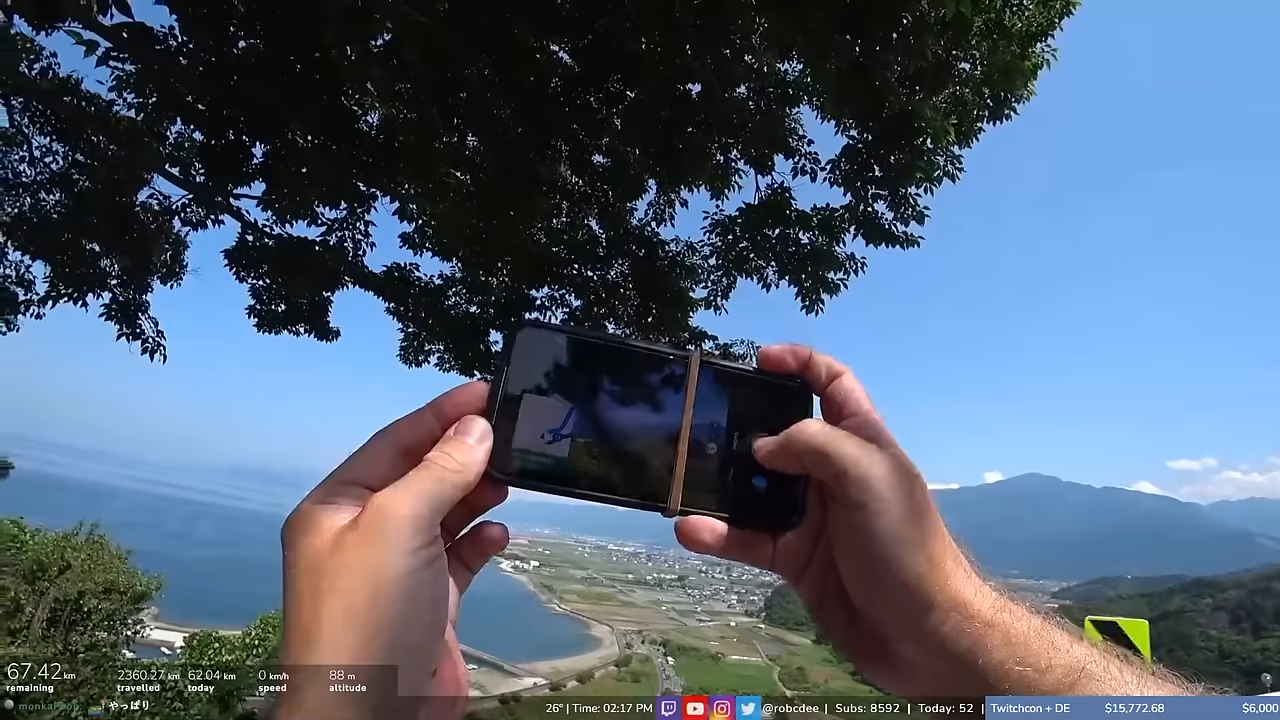 67.42 km
remaining
2360.27 km
travelled
62.04 km
today
0 km/h
speed
88 m
altitude
やっぱり
26° | Time: 02:17 PM
@robcdee | Subs: 8592 | Today: 52 |
Twitchcon + DE $15,772.68 $6,000
PHOTO